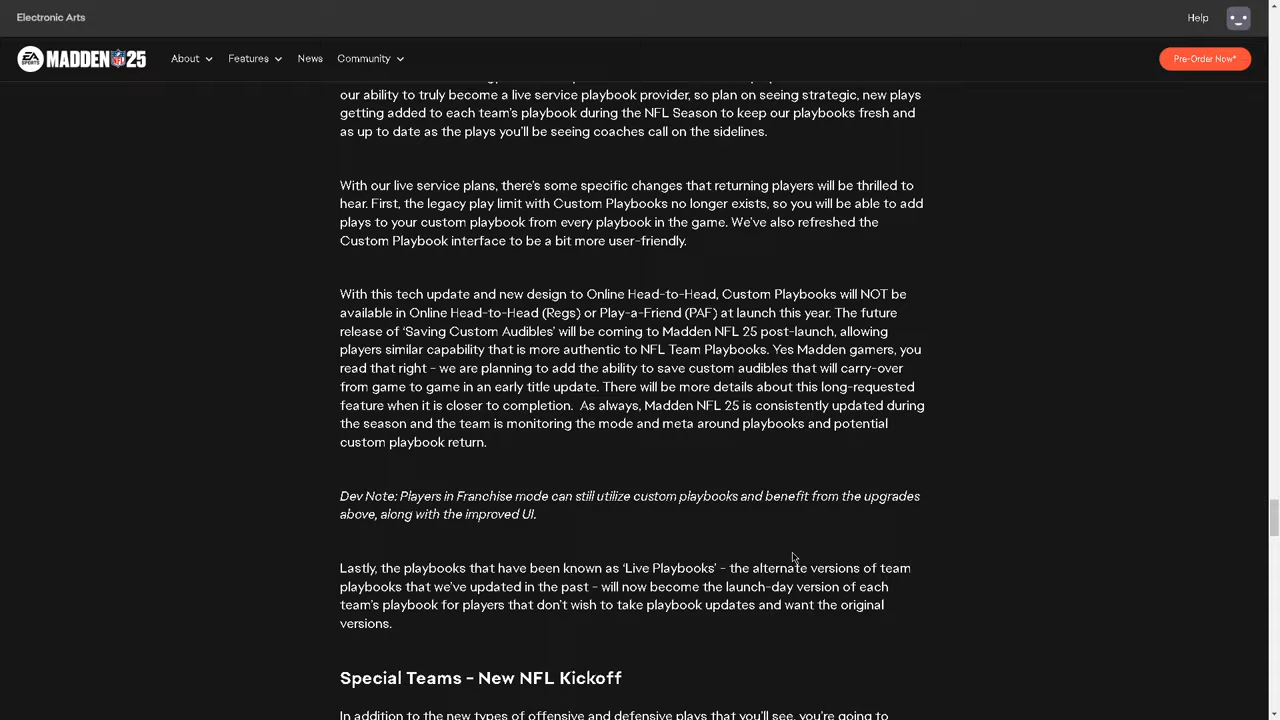 Electronic Arts
Help
EA SPORTS MADDEN NFL 25
About
Features
News
Community
Pre-Order Now*
our ability to truly become a live service playbook provider, so plan on seeing strategic, new plays
getting added to each team's playbook during the NFL Season to keep our playbooks fresh and
as up to date as the plays you'll be seeing coaches call on the sidelines.
With our live service plans, there's some specific changes that returning players will be thrilled to
hear. First, the legacy play limit with Custom Playbooks no longer exists, so you will be able to add
plays to your custom playbook from every playbook in the game. We've also refreshed the
Custom Playbook interface to be a bit more user-friendly.
With this tech update and new design to Online Head-to-Head, Custom Playbooks will NOT be
available in Online Head-to-Head (Regs) or Play-a-Friend (PAF) at launch this year. The future
release of 'Saving Custom Audibles' will be coming to Madden NFL 25 post-launch, allowing
players similar capability that is more authentic to NFL Team Playbooks. Yes Madden gamers, you
read that right - we are planning to add the ability to save custom audibles that will carry-over
from game to game in an early title update. There will be more details about this long-requested
feature when it is closer to completion.  As always, Madden NFL 25 is consistently updated during
the season and the team is monitoring the mode and meta around playbooks and potential
custom playbook return.
Dev Note: Players in Franchise mode can still utilize custom playbooks and benefit from the upgrades
above, along with the improved UI.
Lastly, the playbooks that have been known as 'Live Playbooks' - the alternate versions of team
playbooks that we've updated in the past - will now become the launch-day version of each
team's playbook for players that don't wish to take playbook updates and want the original
versions.
Special Teams - New NFL Kickoff
In addition to the new types of offensive and defensive plays that you'll see, you're going to